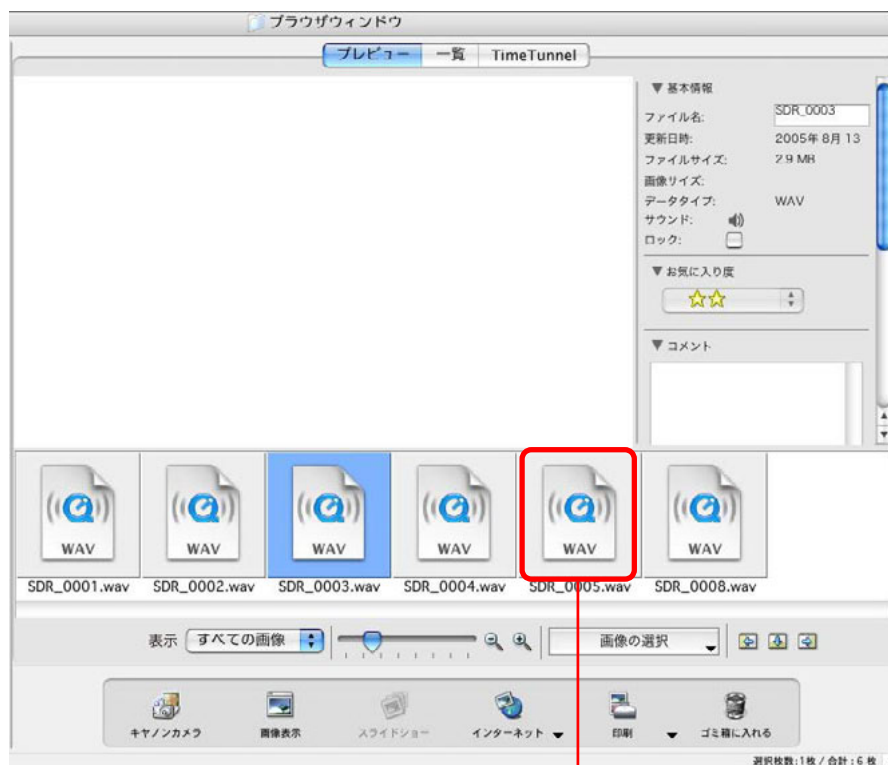 ブラウザウィンドウ
プレビュー 一覧 TimeTunnel
▼ 基本情報
ファイル名: SDR_0003
更新日時: 2005年 8月 13
ファイルサイズ: 2.9 MB
画像サイズ:
データタイプ: WAV
サウンド:
ロック:
▼ お気に入り度
▼ コメント
WAV WAV WAV WAV WAV WAV
SDR_0001.wav SDR_0002.wav SDR_0003.wav SDR_0004.wav SDR_0005.wav SDR_0008.wav
表示 すべての画像 画像の選択
キヤノンカメラ 画像表示 スライドショー インターネット 印刷 ゴミ箱に入れる
選択枚数:1枚 / 合計:6 枚